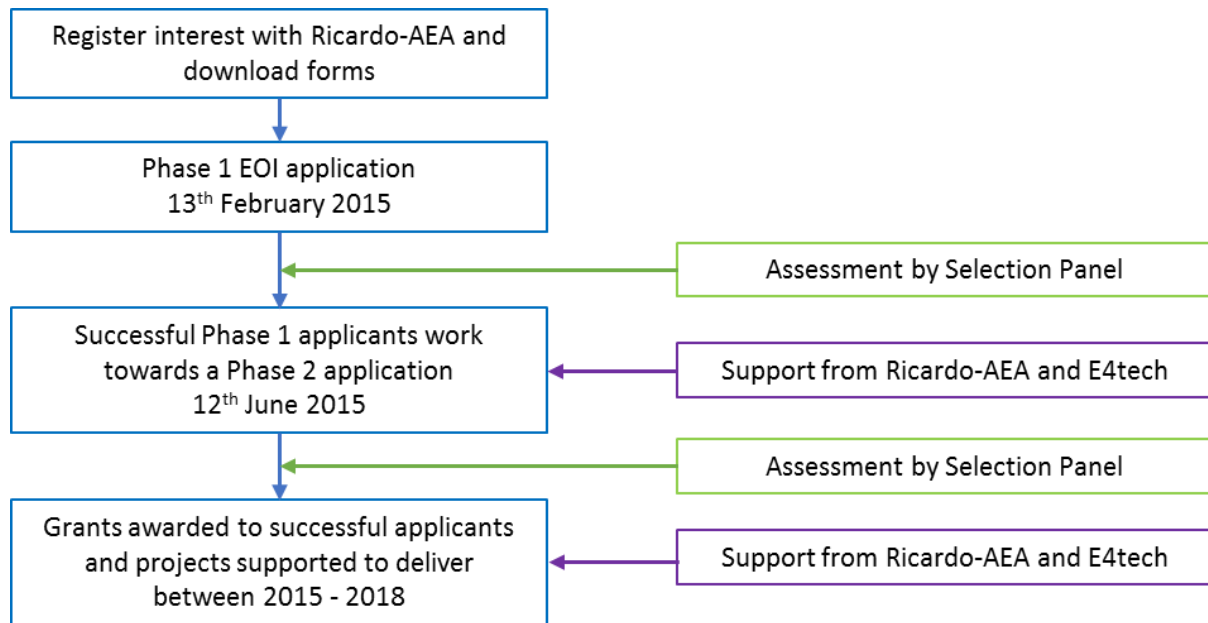 Register interest with Ricardo-AEA and
download forms
Phase 1 EOI application
13th February 2015
Assessment by Selection Panel
Successful Phase 1 applicants work
towards a Phase 2 application
12th June 2015
Support from Ricardo-AEA and E4tech
Assessment by Selection Panel
Grants awarded to successful applicants
and projects supported to deliver
between 2015 - 2018
Support from Ricardo-AEA and E4tech